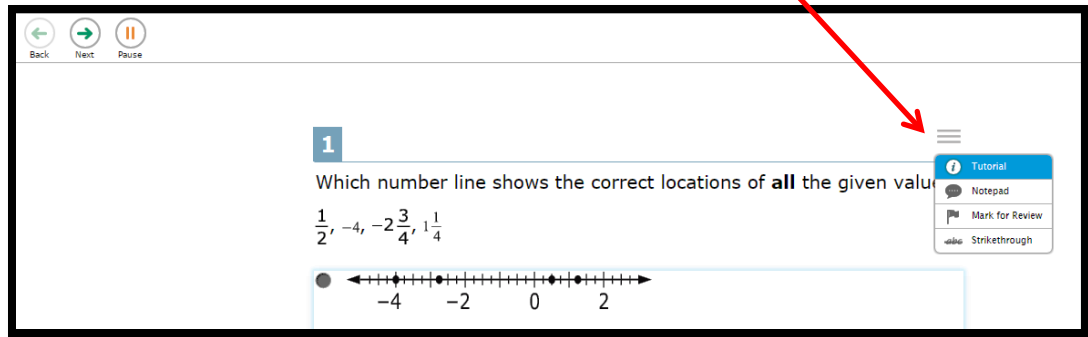 Back Next Pause
1
Tutorial
Which number line shows the correct locations of all the given valu
Notepad
Mark for Review
1/2, −4, −2 3/4, 1 1/4
abc Strikethrough
−4 −2 0 2